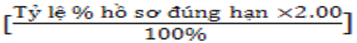 [Tỷ lệ % hồ sơ đúng hạn ×2.00
100%]